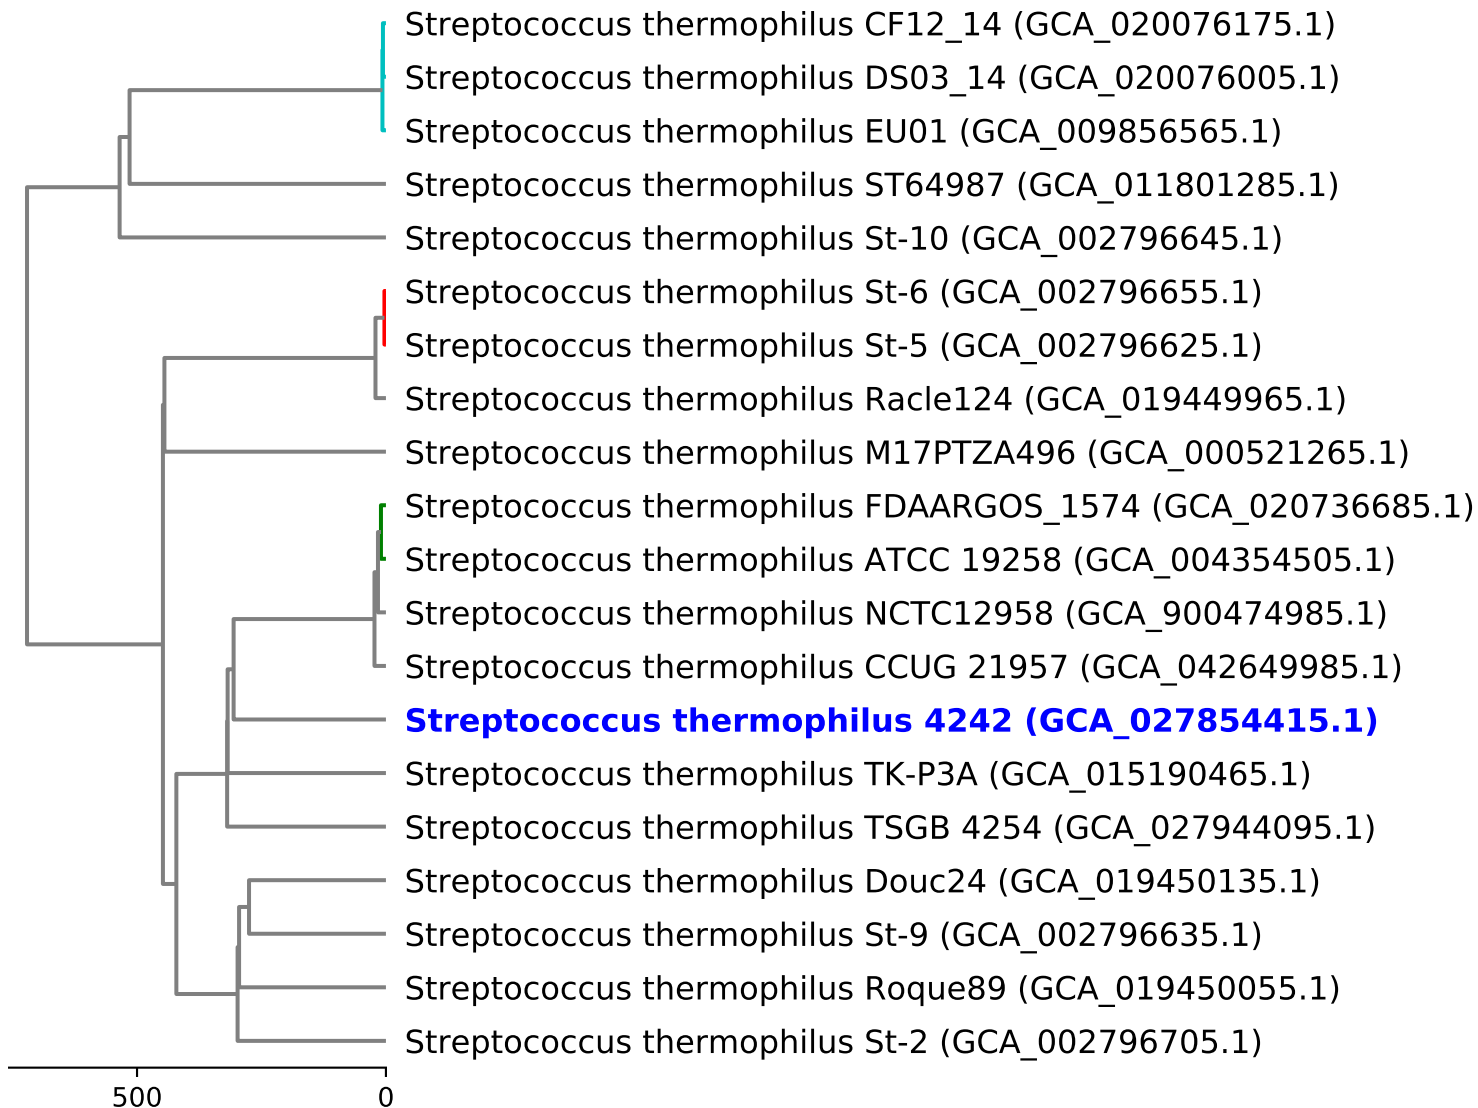 Streptococcus thermophilus CF12_14 (GCA_020076175.1)
Streptococcus thermophilus DS03_14 (GCA_020076005.1)
Streptococcus thermophilus EU01 (GCA_009856565.1)
Streptococcus thermophilus ST64987 (GCA_011801285.1)
Streptococcus thermophilus St-10 (GCA_002796645.1)
Streptococcus thermophilus St-6 (GCA_002796655.1)
Streptococcus thermophilus St-5 (GCA_002796625.1)
Streptococcus thermophilus Racle124 (GCA_019449965.1)
Streptococcus thermophilus M17PTZA496 (GCA_000521265.1)
Streptococcus thermophilus FDAARGOS_1574 (GCA_020736685.1)
Streptococcus thermophilus ATCC 19258 (GCA_004354505.1)
Streptococcus thermophilus NCTC12958 (GCA_900474985.1)
Streptococcus thermophilus CCUG 21957 (GCA_042649985.1)
Streptococcus thermophilus 4242 (GCA_027854415.1)
Streptococcus thermophilus TK-P3A (GCA_015190465.1)
Streptococcus thermophilus TSGB 4254 (GCA_027944095.1)
Streptococcus thermophilus Douc24 (GCA_019450135.1)
Streptococcus thermophilus St-9 (GCA_002796635.1)
Streptococcus thermophilus Roque89 (GCA_019450055.1)
Streptococcus thermophilus St-2 (GCA_002796705.1)
500 0